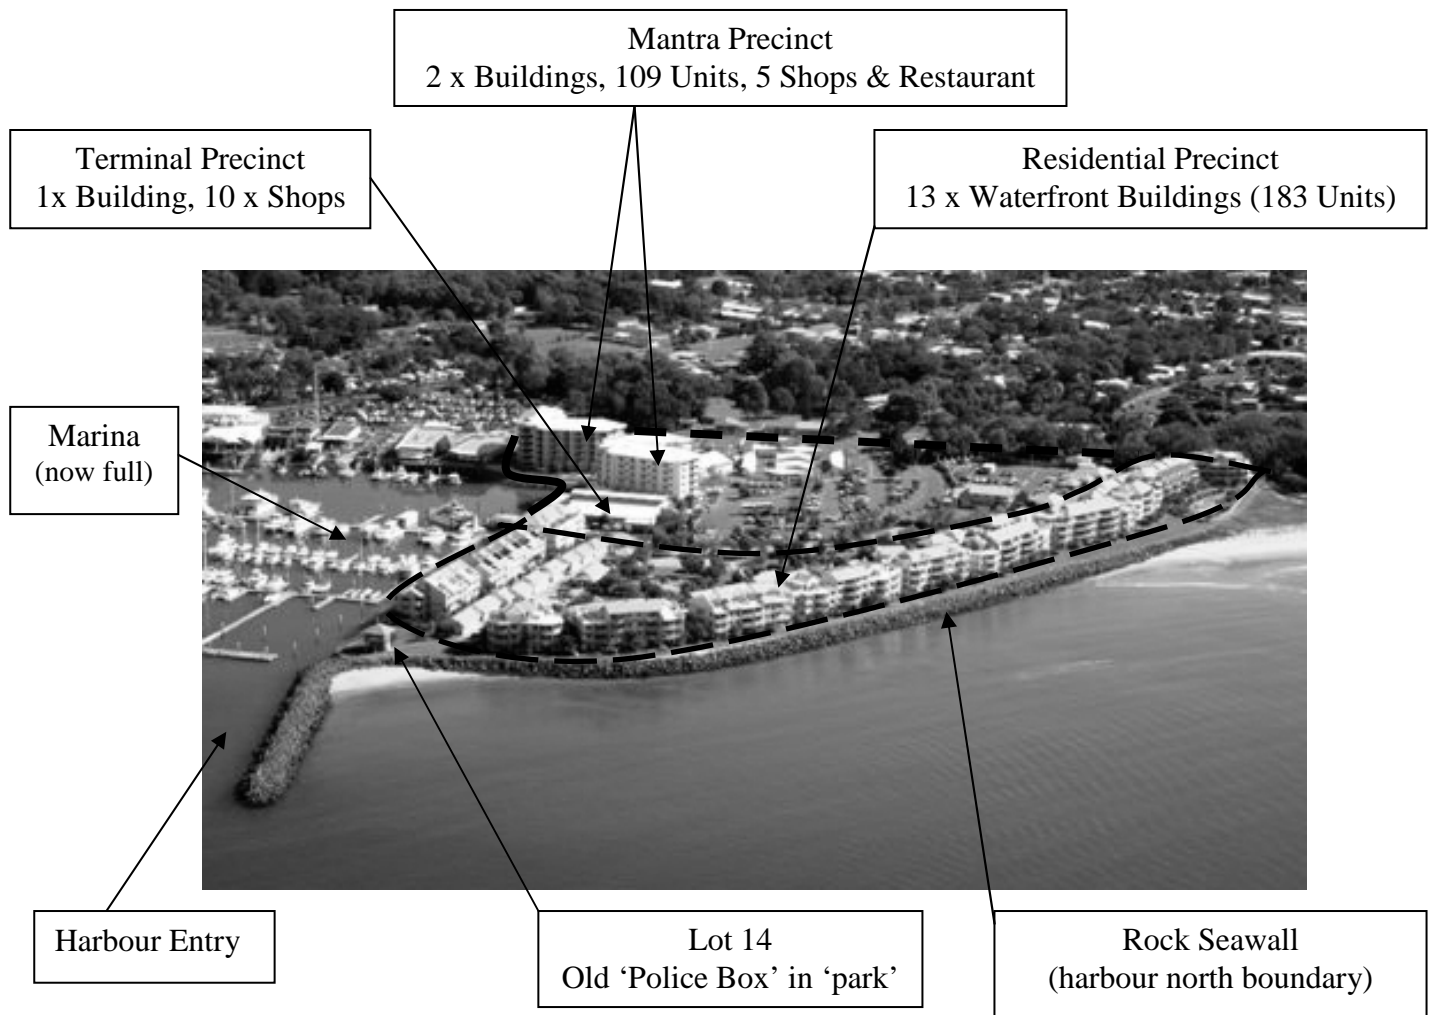 Mantra Precinct
2 x Buildings, 109 Units, 5 Shops & Restaurant
Terminal Precinct
1x Building, 10 x Shops
Residential Precinct
13 x Waterfront Buildings (183 Units)
Marina
(now full)
Harbour Entry
Lot 14
Old ‘Police Box’ in ‘park’
Rock Seawall
(harbour north boundary)